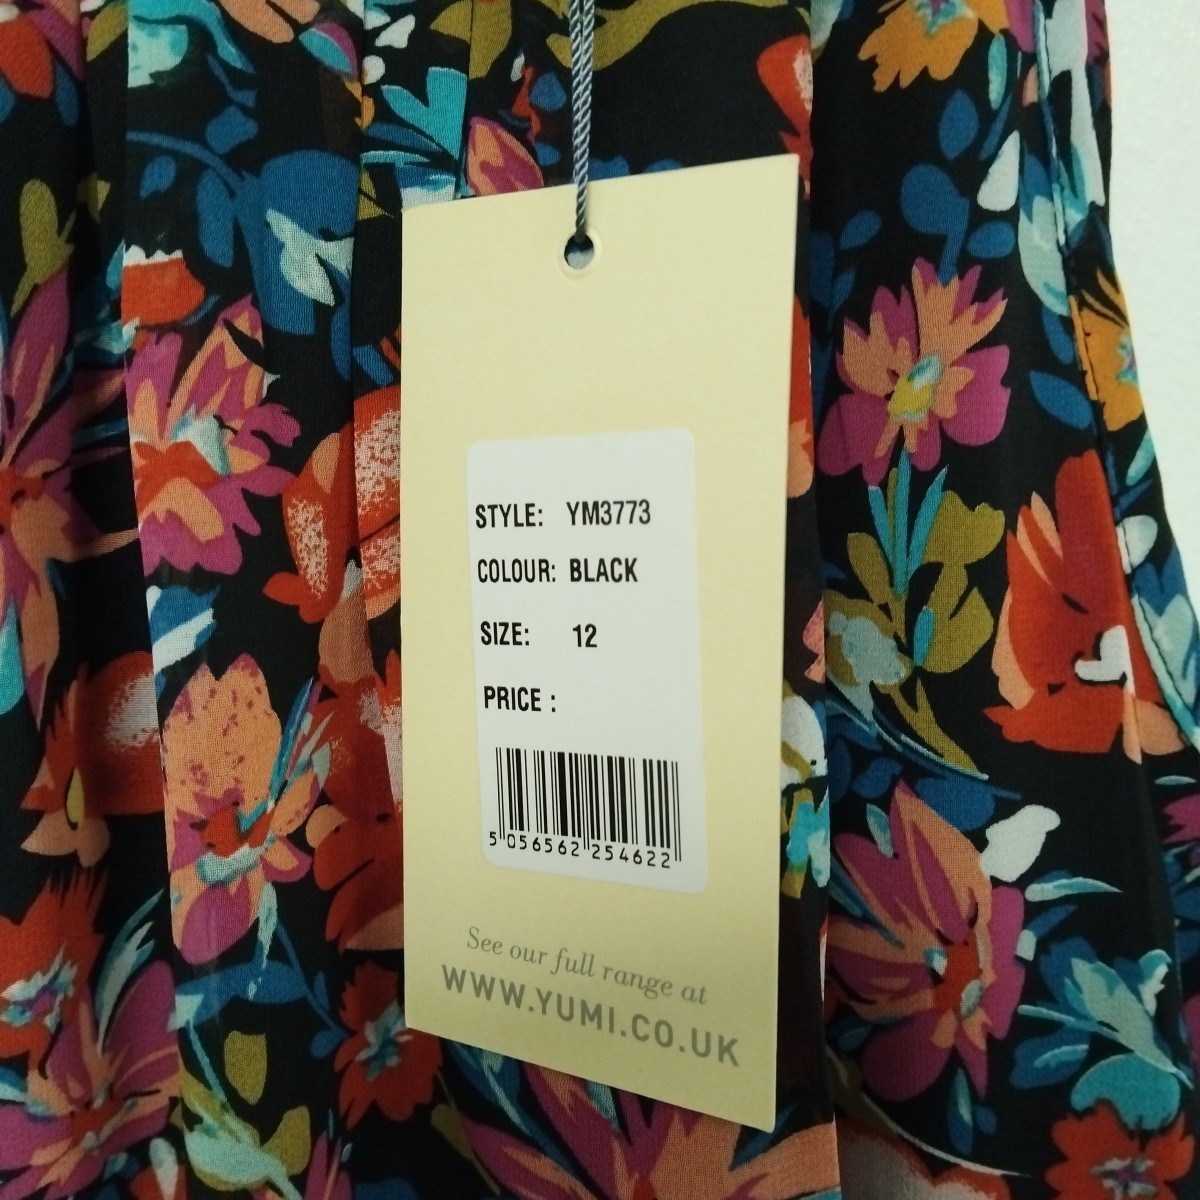 STYLE: YM3773
COLOUR: BLACK
SIZE: 12
PRICE :
5 056562 254622
See our full range at
WWW.YUMI.CO.UK